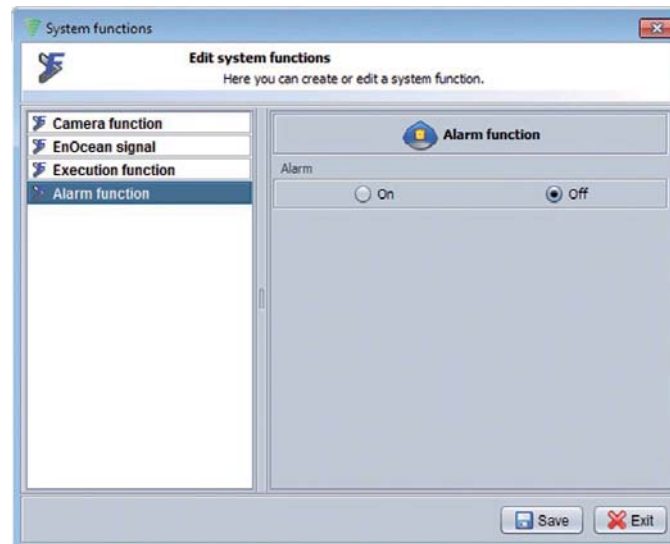 System functions
Edit system functions
Here you can create or edit a system function.
Camera function
EnOcean signal
Execution function
Alarm function
Alarm function
Alarm
On
Off
Save
Exit